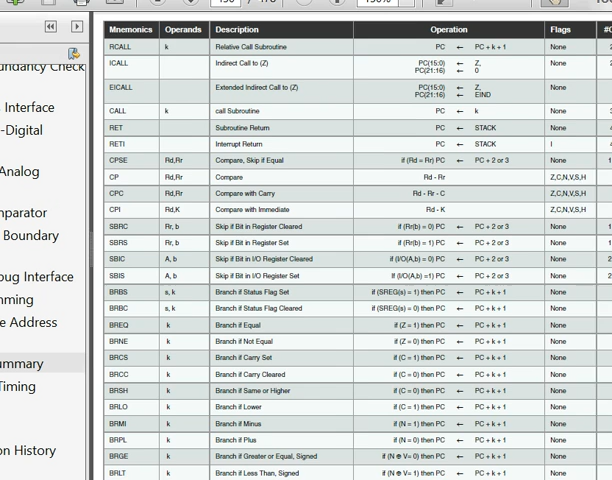 dundancy Check
Interface
-Digital
Analog
mparator
Boundary
bug Interface
mming
e Address
ummary
Timing
on History
Mnemonics Operands Description Operation Flags
RCALL k Relative Call Subroutine PC ← PC + k + 1 None
ICALL Indirect Call to (Z) PC(15:0) ← Z, None
PC(21:16) ← 0
EICALL Extended Indirect Call to (Z) PC(15:0) ← Z, None
PC(21:16) ← EIND
CALL k call Subroutine PC ← k None
RET Subroutine Return PC ← STACK None
RETI Interrupt Return PC ← STACK I
CPSE Rd,Rr Compare, Skip if Equal if (Rd = Rr) PC ← PC + 2 or 3 None
CP Rd,Rr Compare Rd - Rr Z,C,N,V,S,H
CPC Rd,Rr Compare with Carry Rd - Rr - C Z,C,N,V,S,H
CPI Rd,K Compare with Immediate Rd - K Z,C,N,V,S,H
SBRC Rr, b Skip if Bit in Register Cleared if (Rr(b) = 0) PC ← PC + 2 or 3 None
SBRS Rr, b Skip if Bit in Register Set if (Rr(b) = 1) PC ← PC + 2 or 3 None
SBIC A, b Skip if Bit in I/O Register Cleared if (I/O(A,b) = 0) PC ← PC + 2 or 3 None
SBIS A, b Skip if Bit in I/O Register Set If (I/O(A,b) =1) PC ← PC + 2 or 3 None
BRBS s, k Branch if Status Flag Set if (SREG(s) = 1) then PC ← PC + k + 1 None
BRBC s, k Branch if Status Flag Cleared if (SREG(s) = 0) then PC ← PC + k + 1 None
BREQ k Branch if Equal if (Z = 1) then PC ← PC + k + 1 None
BRNE k Branch if Not Equal if (Z = 0) then PC ← PC + k + 1 None
BRCS k Branch if Carry Set if (C = 1) then PC ← PC + k + 1 None
BRCC k Branch if Carry Cleared if (C = 0) then PC ← PC + k + 1 None
BRSH k Branch if Same or Higher if (C = 0) then PC ← PC + k + 1 None
BRLO k Branch if Lower if (C = 1) then PC ← PC + k + 1 None
BRMI k Branch if Minus if (N = 1) then PC ← PC + k + 1 None
BRPL k Branch if Plus if (N = 0) then PC ← PC + k + 1 None
BRGE k Branch if Greater or Equal, Signed if (N ⊕ V= 0) then PC ← PC + k + 1 None
BRLT k Branch if Less Than, Signed if (N ⊕ V= 1) then PC ← PC + k + 1 None